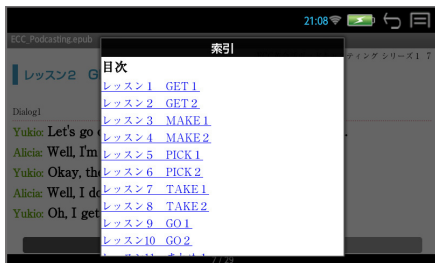 21:08
ECC_Podcasting.epub
索引
ティング シリーズ1 7
目次
レッスン2 G
レッスン1 GET 1
レッスン2 GET 2
Dialog1
レッスン3 MAKE 1
Yukio: Let's go
レッスン4 MAKE 2
Alicia: Well, I'm
レッスン5 PICK 1
Yukio: Okay, the
レッスン6 PICK 2
レッスン7 TAKE 1
Alicia: Well, I do
レッスン8 TAKE 2
Yukio: Oh, I get
レッスン9 GO 1
レッスン10 GO 2
7 / 29